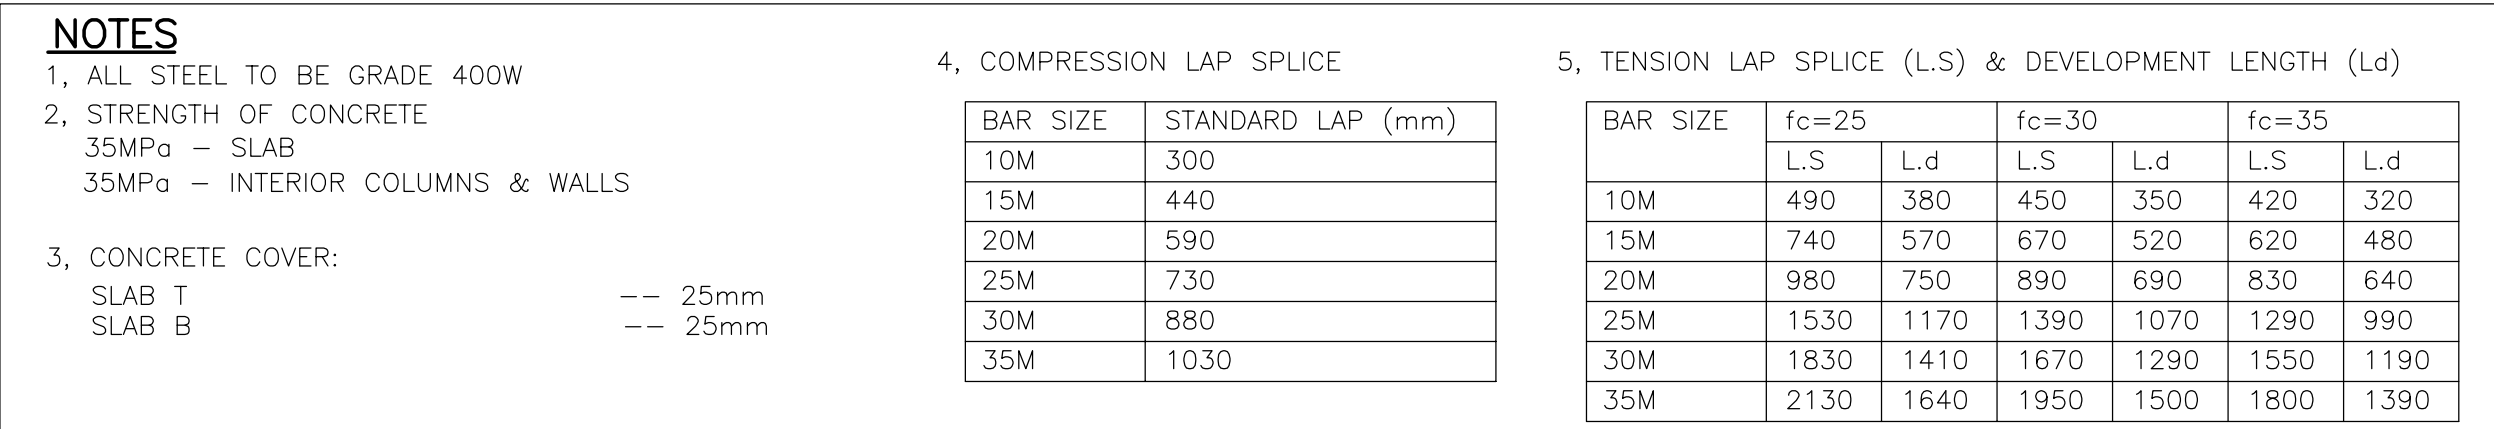 NOTES
1, ALL STEEL TO BE GRADE 400W
2, STRENGTH OF CONCRETE
35MPa - SLAB
35MPa - INTERIOR COLUMNS & WALLS
3, CONCRETE COVER:
SLAB T -- 25mm
SLAB B -- 25mm
4, COMPRESSION LAP SPLICE
BAR SIZE STANDARD LAP (mm)
10M 300
15M 440
20M 590
25M 730
30M 880
35M 1030
5, TENSION LAP SPLICE (L.S) & DEVELOPMENT LENGTH (Ld)
BAR SIZE fc=25 fc=30 fc=35
L.S L.d L.S L.d L.S L.d
10M 490 380 450 350 420 320
15M 740 570 670 520 620 480
20M 980 750 890 690 830 640
25M 1530 1170 1390 1070 1290 990
30M 1830 1410 1670 1290 1550 1190
35M 2130 1640 1950 1500 1800 1390